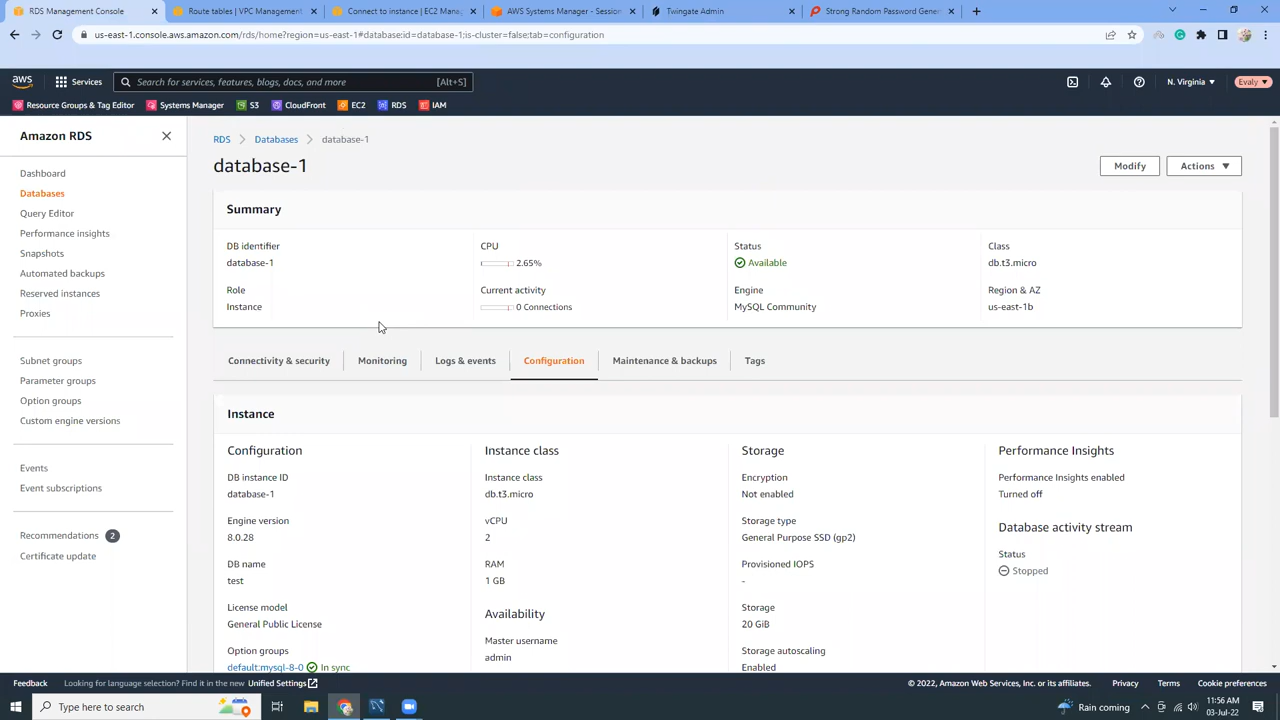 RDS Management Console
Route tables | VPC Management
Connect to instance | EC2 Mana
AWS Systems Manager - Session
Twingate Admin
Strong Random Password Gener
us-east-1.console.aws.amazon.com/rds/home?region=us-east-1#database:id=database-1;is-cluster=false;tab=configuration
aws
Services
Search for services, features, blogs, docs, and more
[Alt+S]
N. Virginia
Evaly
Resource Groups & Tag Editor
Systems Manager
S3
CloudFront
EC2
RDS
IAM
Amazon RDS
Dashboard
Databases
Query Editor
Performance insights
Snapshots
Automated backups
Reserved instances
Proxies
Subnet groups
Parameter groups
Option groups
Custom engine versions
Events
Event subscriptions
Recommendations 2
Certificate update
RDS > Databases > database-1
database-1
Modify
Actions
Summary
DB identifier
database-1
CPU
2.65%
Status
Available
Class
db.t3.micro
Role
Instance
Current activity
0 Connections
Engine
MySQL Community
Region & AZ
us-east-1b
Connectivity & security
Monitoring
Logs & events
Configuration
Maintenance & backups
Tags
Instance
Configuration
DB instance ID
database-1
Engine version
8.0.28
DB name
test
License model
General Public License
Option groups
default:mysql-8-0 In sync
Instance class
Instance class
db.t3.micro
vCPU
2
RAM
1 GB
Availability
Master username
admin
Storage
Encryption
Not enabled
Storage type
General Purpose SSD (gp2)
Provisioned IOPS
-
Storage
20 GiB
Storage autoscaling
Enabled
Performance Insights
Performance Insights enabled
Turned off
Database activity stream
Status
Stopped
Feedback
Looking for language selection? Find it in the new Unified Settings
© 2022, Amazon Web Services, Inc. or its affiliates.
Privacy
Terms
Cookie preferences
Type here to search
Rain coming
11:56 AM
03-Jul-22